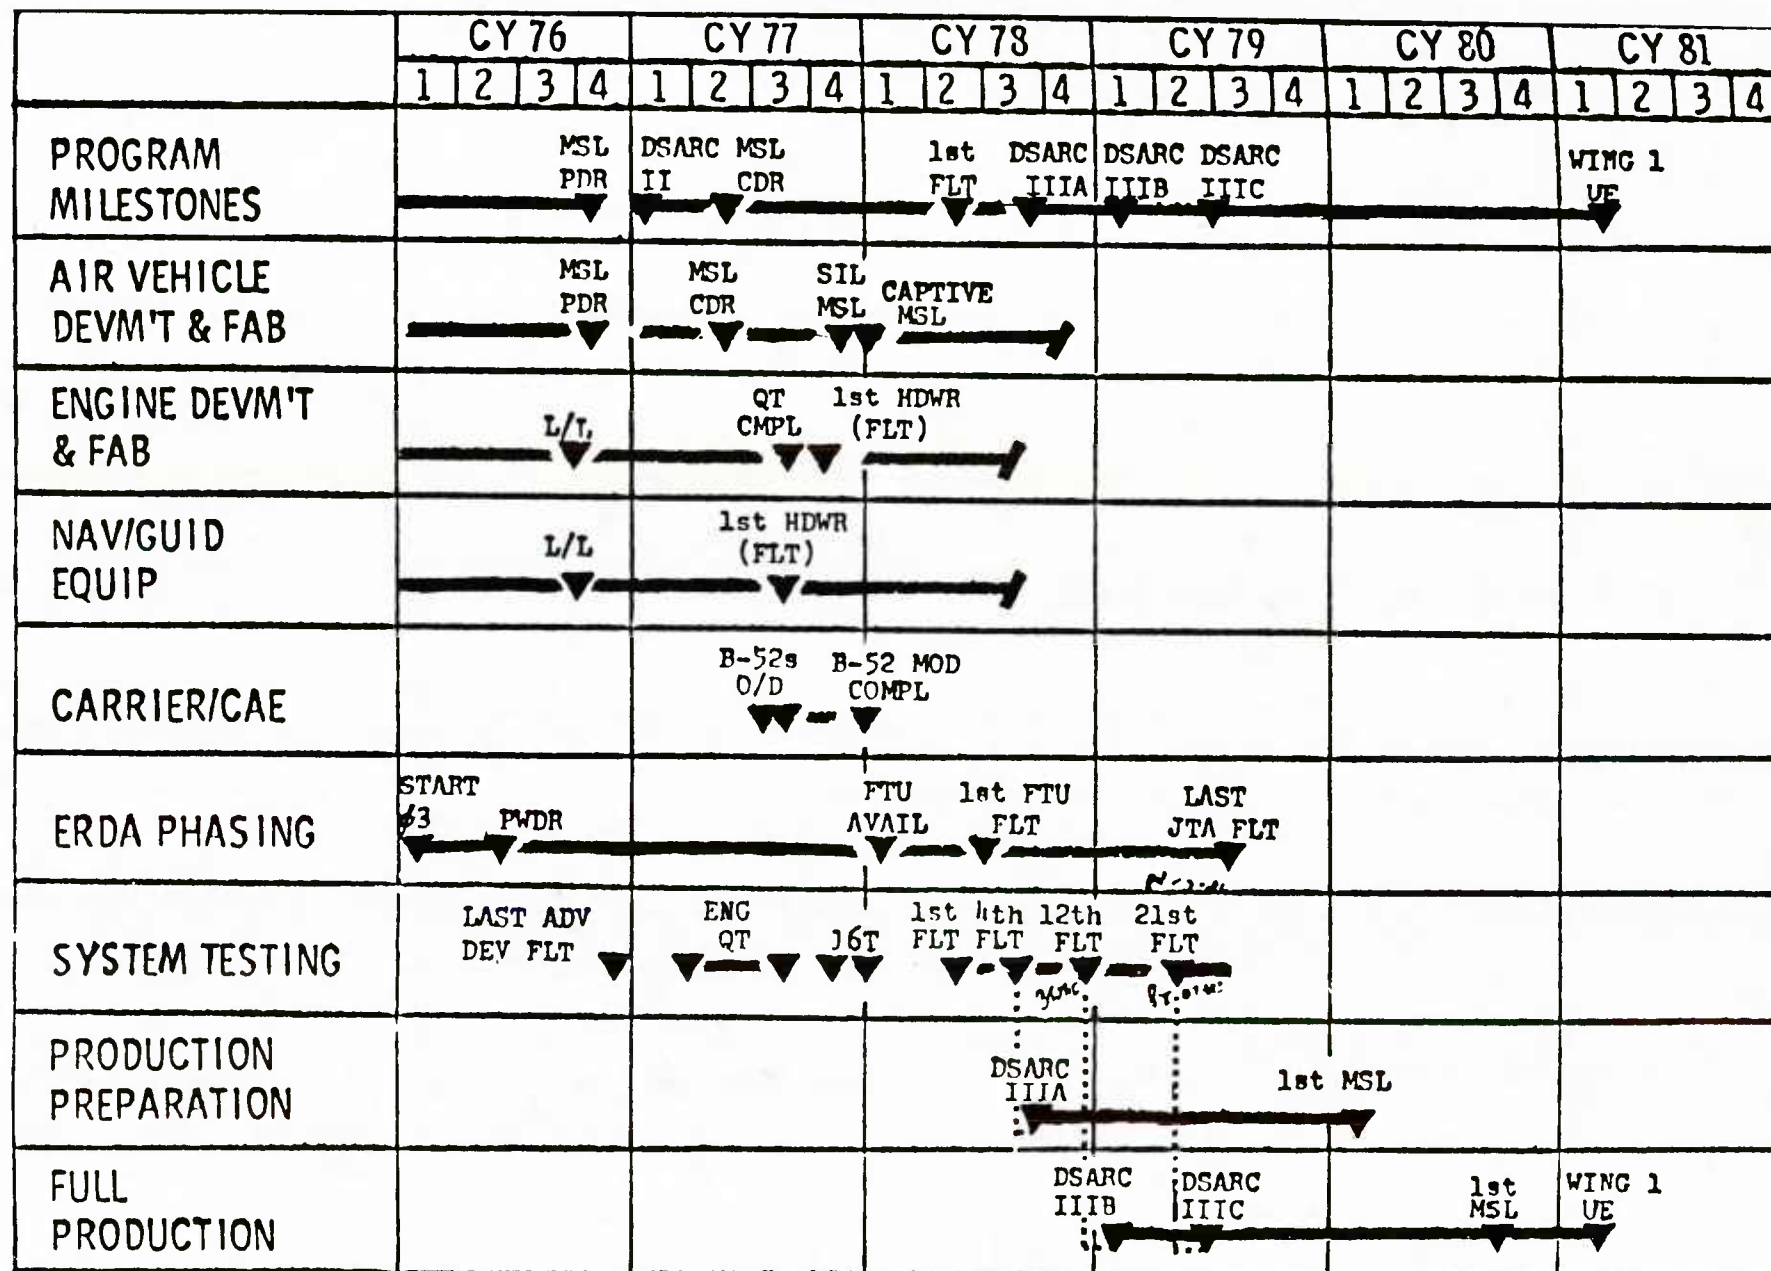 CY 76 CY 77 CY 78 CY 79 CY 80 CY 81
1 2 3 4 1 2 3 4 1 2 3 4 1 2 3 4 1 2 3 4 1 2 3 4
PROGRAM
MILESTONES
MSL
PDR
DSARC
II
MSL
CDR
1st
FLT
DSARC
IIIA
DSARC
IIIB
DSARC
IIIC
WING 1
UE
AIR VEHICLE
DEVM'T & FAB
MSL
PDR
MSL
CDR
SIL
MSL
CAPTIVE
MSL
ENGINE DEVM'T
& FAB
L/L
QT
CMPL
1st HDWR
(FLT)
NAV/GUID
EQUIP
L/L
1st HDWR
(FLT)
CARRIER/CAE
B-52s
O/D
B-52 MOD
COMPL
ERDA PHASING
START
φ3
PWDR
FTU
AVAIL
1st FTU
FLT
LAST
JTA FLT
SYSTEM TESTING
LAST ADV
DEV FLT
ENG
QT
J6T
1st
FLT
4th
FLT
12th
FLT
21st
FLT
PRODUCTION
PREPARATION
DSARC
IIIA
1st MSL
FULL
PRODUCTION
DSARC
IIIB
DSARC
IIIC
1st
MSL
WING 1
UE